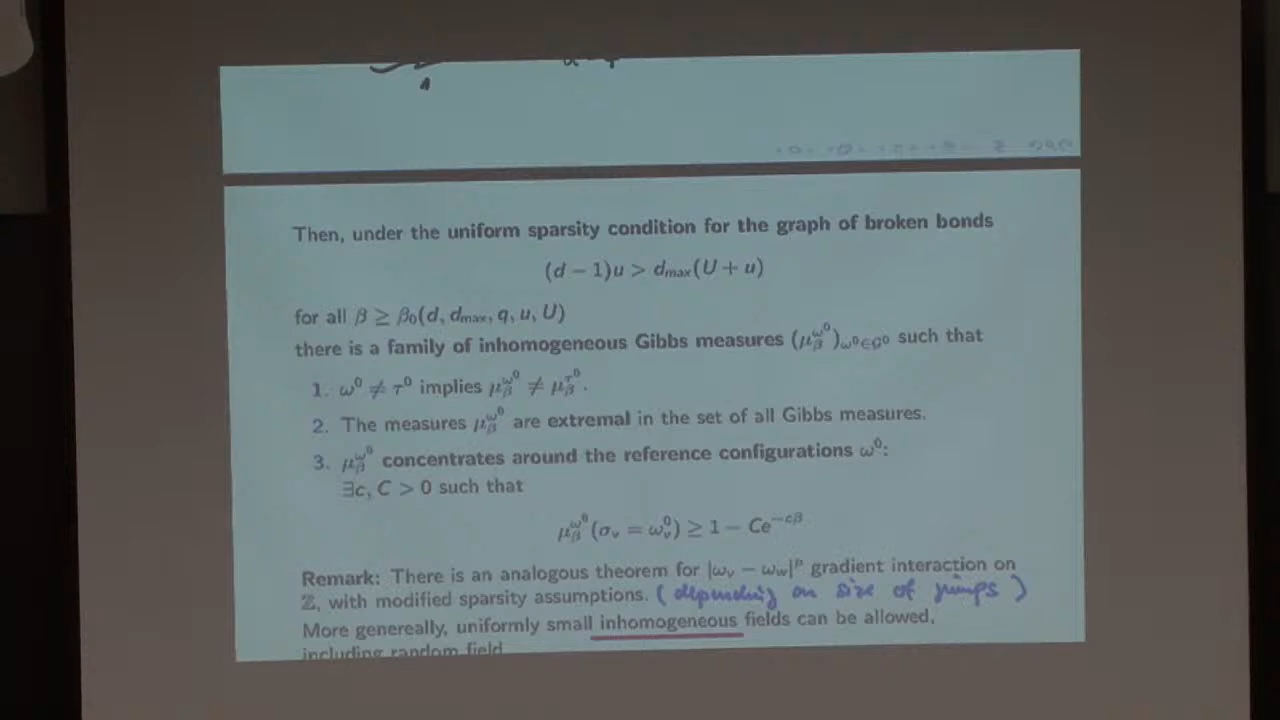 Then, under the uniform sparsity condition for the graph of broken bonds
(d − 1)u > d_max(U + u)
for all β ≥ β₀(d, d_max, q, u, U)
there is a family of inhomogeneous Gibbs measures (μ_β^{ω⁰})_{ω⁰∈G⁰} such that
1. ω⁰ ≠ τ⁰ implies μ_β^{ω⁰} ≠ μ_β^{τ⁰}.
2. The measures μ_β^{ω⁰} are extremal in the set of all Gibbs measures.
3. μ_β^{ω⁰} concentrates around the reference configurations ω⁰:
∃c, C > 0 such that
μ_β^{ω⁰}(σ_v = ω_v⁰) ≥ 1 − Ce^{−cβ}
Remark: There is an analogous theorem for |ω_v − ω_w|^p gradient interaction on
ℤ, with modified sparsity assumptions. (depending on size of jumps)
More genereally, uniformly small inhomogeneous fields can be allowed,
including random field